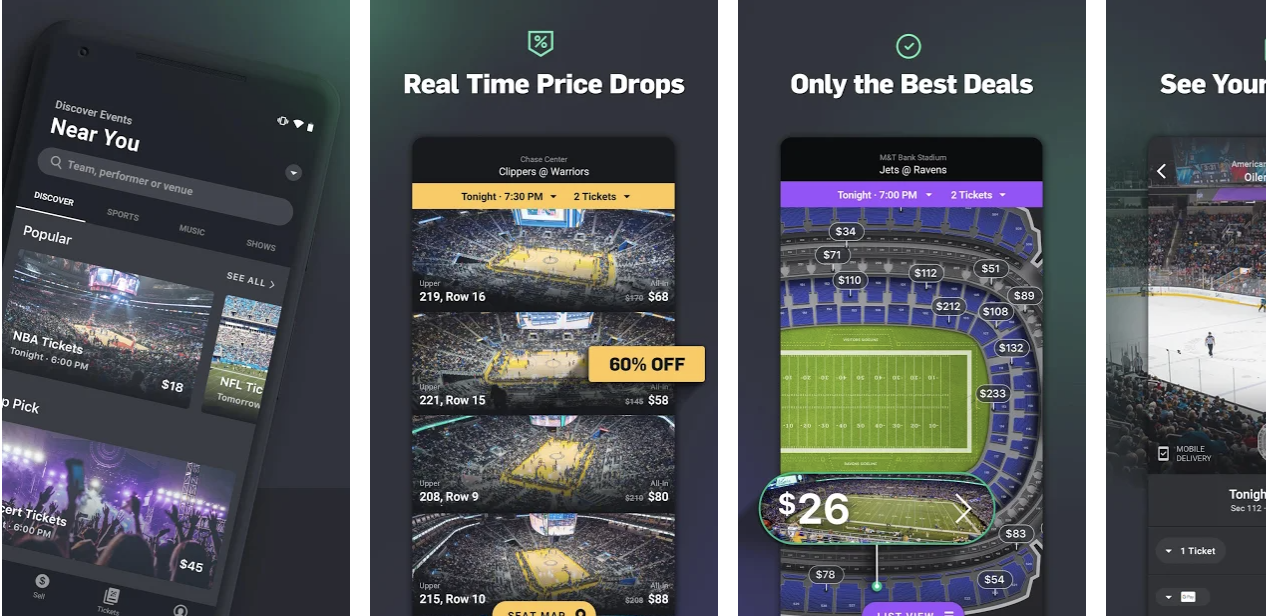 Discover Events
Near You
Team, performer or venue
DISCOVER
SPORTS
MUSIC
SHOWS
Popular
SEE ALL
NBA Tickets
Tonight · 6:00 PM
$18
NFL Tic
Tomorrow
p Pick
cert Tickets
t · 6:00 PM
$45
Sell
Tickets
Real Time Price Drops
Chase Center
Clippers @ Warriors
Tonight · 7:30 PM
2 Tickets
Upper
All-In
219, Row 16
$170 $68
60% OFF
Upper
All-In
221, Row 15
$145 $58
Upper
All-In
208, Row 9
$210 $80
Upper
All-In
215, Row 10
$208 $88
SEAT MAP
Only the Best Deals
M&T Bank Stadium
Jets @ Ravens
Tonight · 7:00 PM
2 Tickets
$34
$71
$110
$112
$51
$89
$212
$108
$132
$233
$26
$83
$78
$54
LIST VIEW
See Your
American
Oiler
MOBILE
DELIVERY
Tonigh
Sec 112 ·
1 Ticket